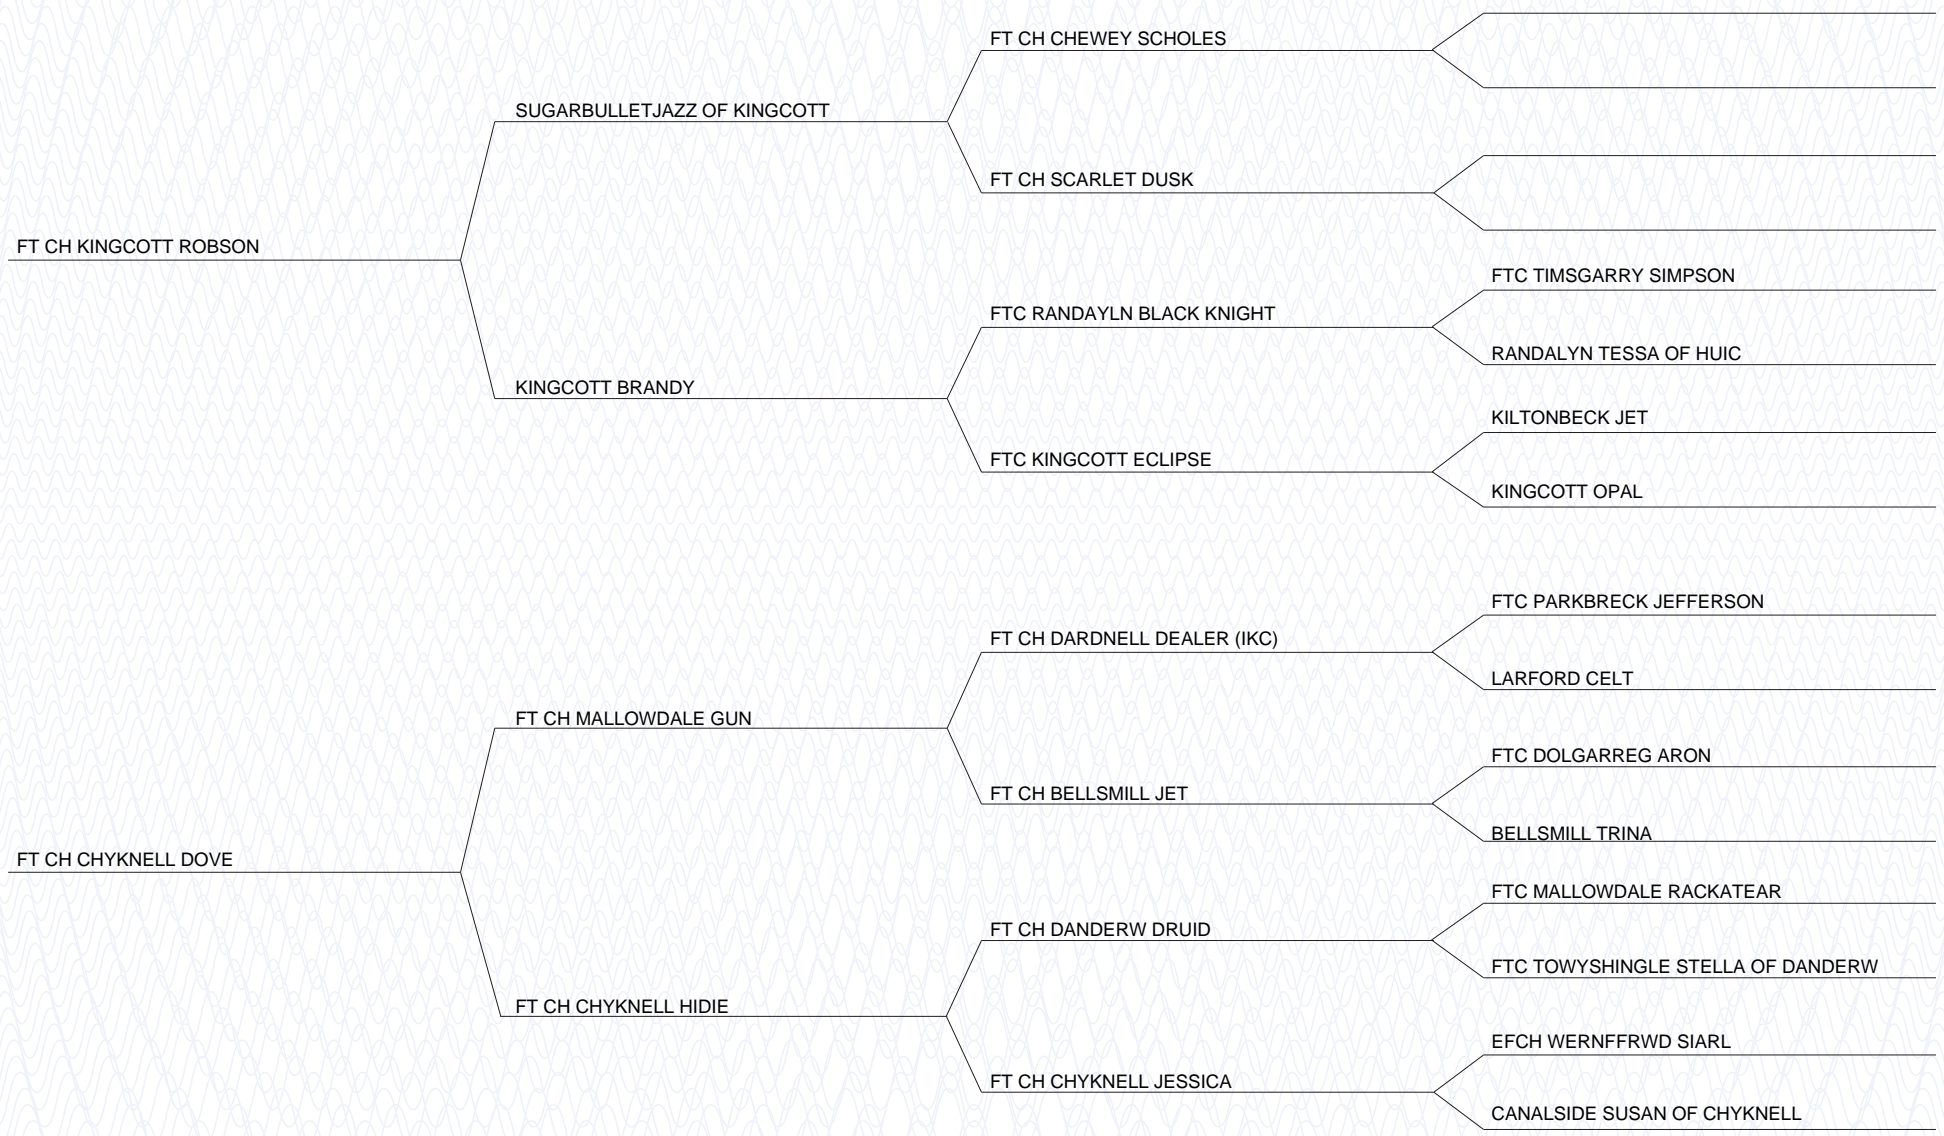 FT CH CHEWEY SCHOLES
SUGARBULLETJAZZ OF KINGCOTT
FT CH SCARLET DUSK
FT CH KINGCOTT ROBSON
FTC TIMSGARRY SIMPSON
FTC RANDAYLN BLACK KNIGHT
RANDALYN TESSA OF HUIC
KINGCOTT BRANDY
KILTONBECK JET
FTC KINGCOTT ECLIPSE
KINGCOTT OPAL
FTC PARKBRECK JEFFERSON
FT CH DARDNELL DEALER (IKC)
LARFORD CELT
FT CH MALLOWDALE GUN
FTC DOLGARREG ARON
FT CH BELLSMILL JET
BELLSMILL TRINA
FT CH CHYKNELL DOVE
FTC MALLOWDALE RACKATEAR
FT CH DANDERW DRUID
FTC TOWYSHINGLE STELLA OF DANDERW
FT CH CHYKNELL HIDIE
EFCH WERNFFRWD SIARL
FT CH CHYKNELL JESSICA
CANALSIDE SUSAN OF CHYKNELL